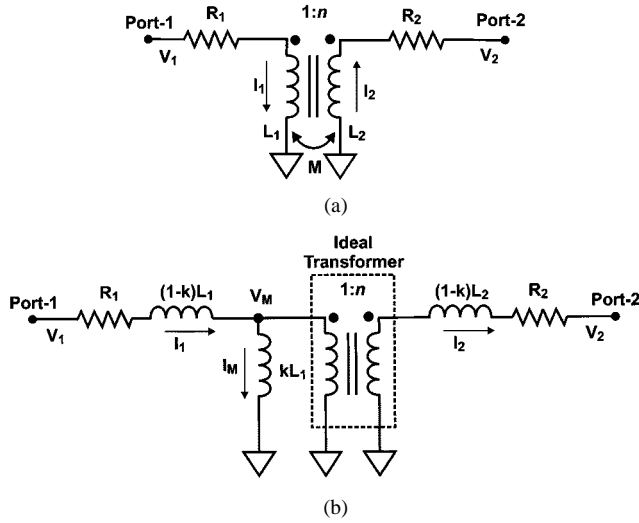 Port-1 R1 1:n R2 Port-2
V1 V2
I1 I2
L1 L2
M
(a)
Ideal
Transformer
Port-1 R1 (1-k)L1 VM 1:n (1-k)L2 R2 Port-2
V1 I1 I2 V2
IM kL1
(b)